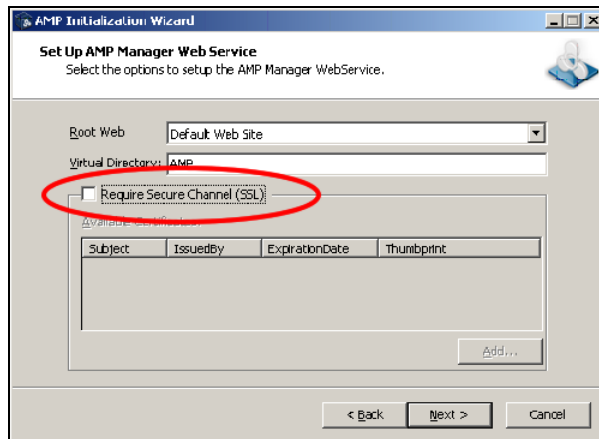 AMP Initialization Wizard
Set Up AMP Manager Web Service
Select the options to setup the AMP Manager WebService.
Root Web
Default Web Site
Virtual Directory: AMP
Require Secure Channel (SSL)
Available Certificates:
Subject IssuedBy ExpirationDate Thumbprint
Add...
< Back Next > Cancel